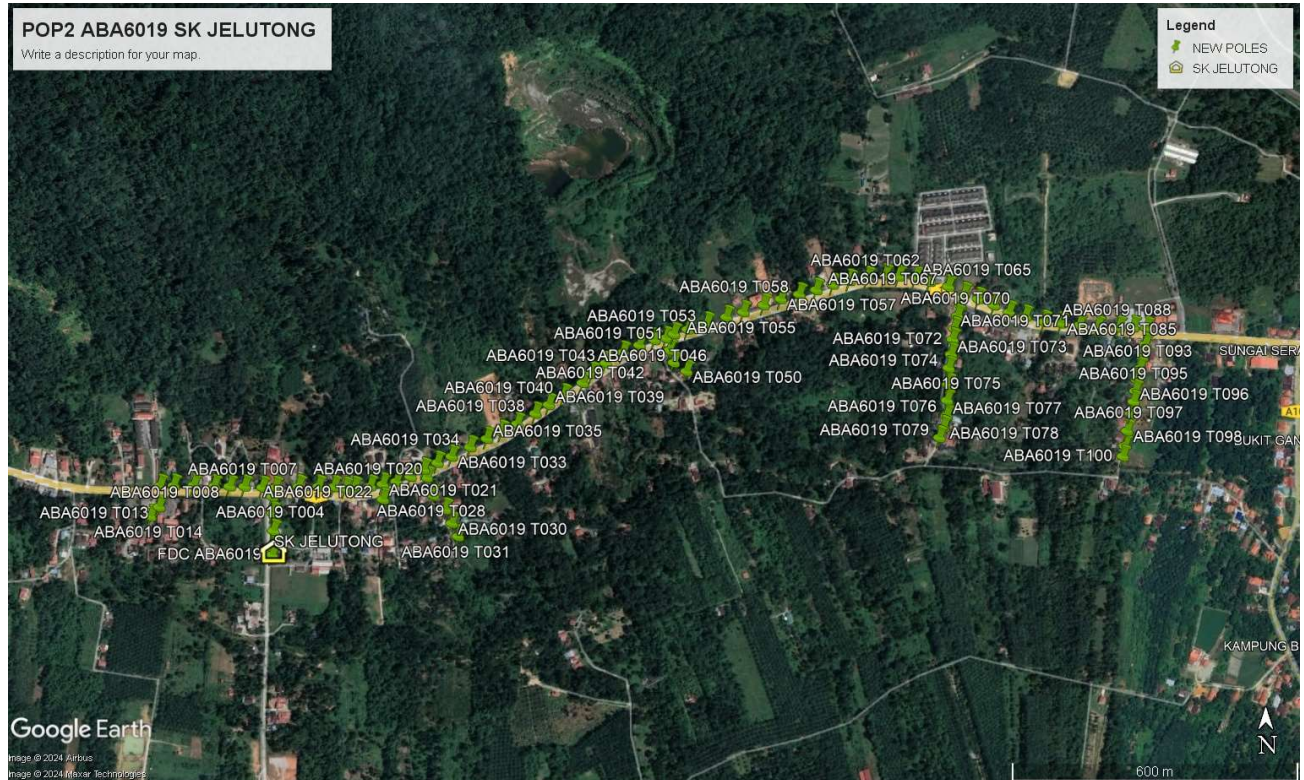 POP2 ABA6019 SK JELUTONG
Write a description for your map.
Legend
NEW POLES
SK JELUTONG
ABA6019 T062
ABA6019 T065
ABA6019 T067
ABA6019 T058
ABA6019 T070
ABA6019 T057
ABA6019 T088
ABA6019 T053
ABA6019 T071
ABA6019 T085
ABA6019 T055
ABA6019 T051
ABA6019 T072
ABA6019 T073
ABA6019 T093
SUNGAI SERA
ABA6019 T043
ABA6019 T046
ABA6019 T074
ABA6019 T042
ABA6019 T050
ABA6019 T095
ABA6019 T075
ABA6019 T040
ABA6019 T039
ABA6019 T096
ABA6019 T038
ABA6019 T076
ABA6019 T077
ABA6019 T097
A10
ABA6019 T035
ABA6019 T079
ABA6019 T078
ABA6019 T034
ABA6019 T098
BUKIT GAN
ABA6019 T100
ABA6019 T033
ABA6019 T007
ABA6019 T020
ABA6019 T008
ABA6019 T022
ABA6019 T021
ABA6019 T013
ABA6019 T004
ABA6019 T028
ABA6019 T014
ABA6019 T030
SK JELUTONG
FDC ABA6019
ABA6019 T031
KAMPUNG B
Google Earth
Image © 2024 Airbus
Image © 2024 Maxar Technologies
N
600 m